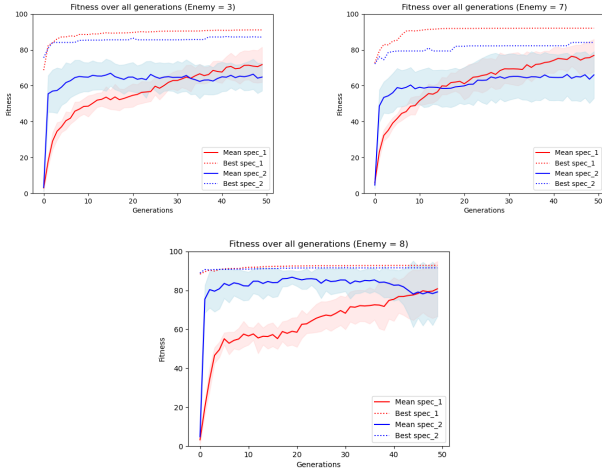 Fitness over all generations (Enemy = 3)
100
80
60
40
20
0
Fitness
0 10 20 30 40 50
Generations
Mean spec_1
Best spec_1
Mean spec_2
Best spec_2
Fitness over all generations (Enemy = 7)
100
80
60
40
20
0
Fitness
0 10 20 30 40 50
Generations
Mean spec_1
Best spec_1
Mean spec_2
Best spec_2
Fitness over all generations (Enemy = 8)
100
80
60
40
20
0
Fitness
0 10 20 30 40 50
Generations
Mean spec_1
Best spec_1
Mean spec_2
Best spec_2